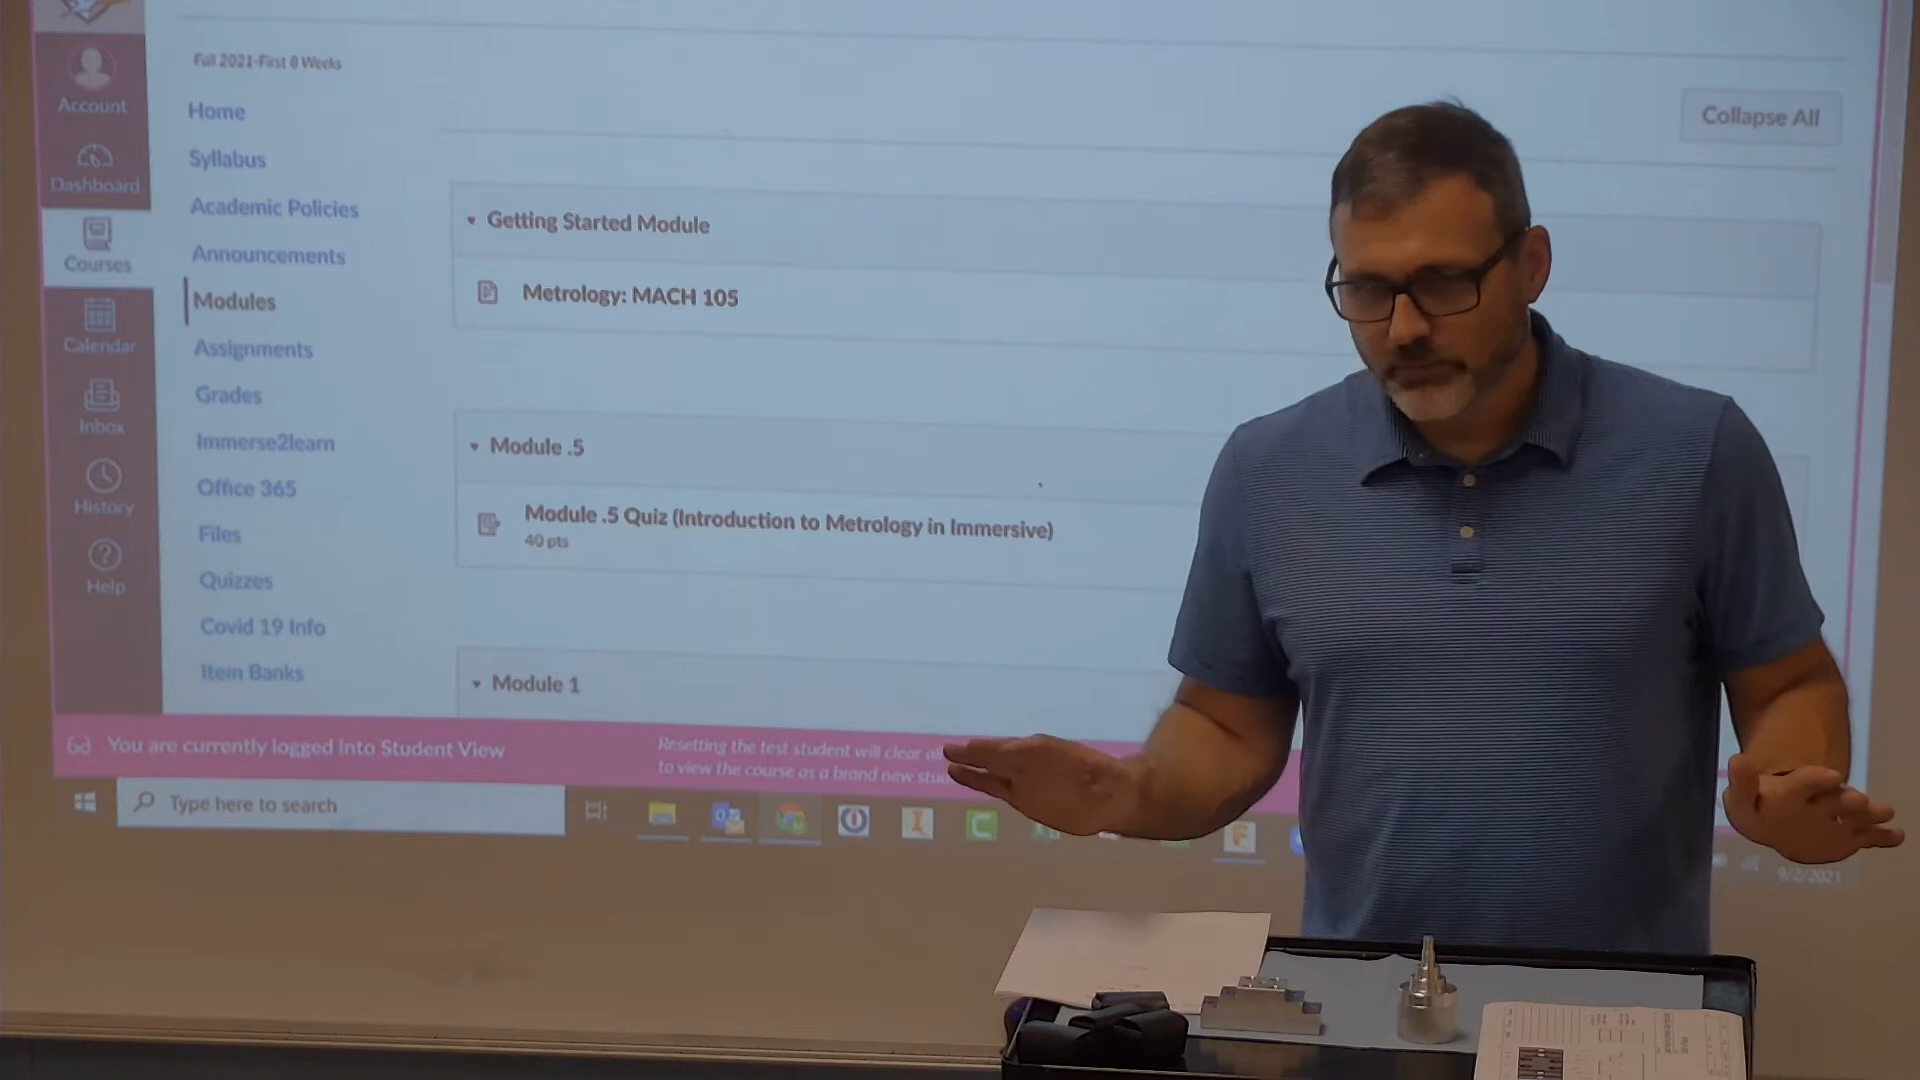 Fall 2021-First 8 Weeks
Account
Dashboard
Courses
Calendar
Inbox
History
Help
Home
Syllabus
Academic Policies
Announcements
Modules
Assignments
Grades
Immerse2learn
Office 365
Files
Quizzes
Covid 19 Info
Item Banks
Collapse All
Getting Started Module
Metrology: MACH 105
Module .5
Module .5 Quiz (Introduction to Metrology in Immersive)
40 pts
Module 1
You are currently logged into Student View
Resetting the test student will clear
to view the course as a brand new
Type here to search
9/2/2021